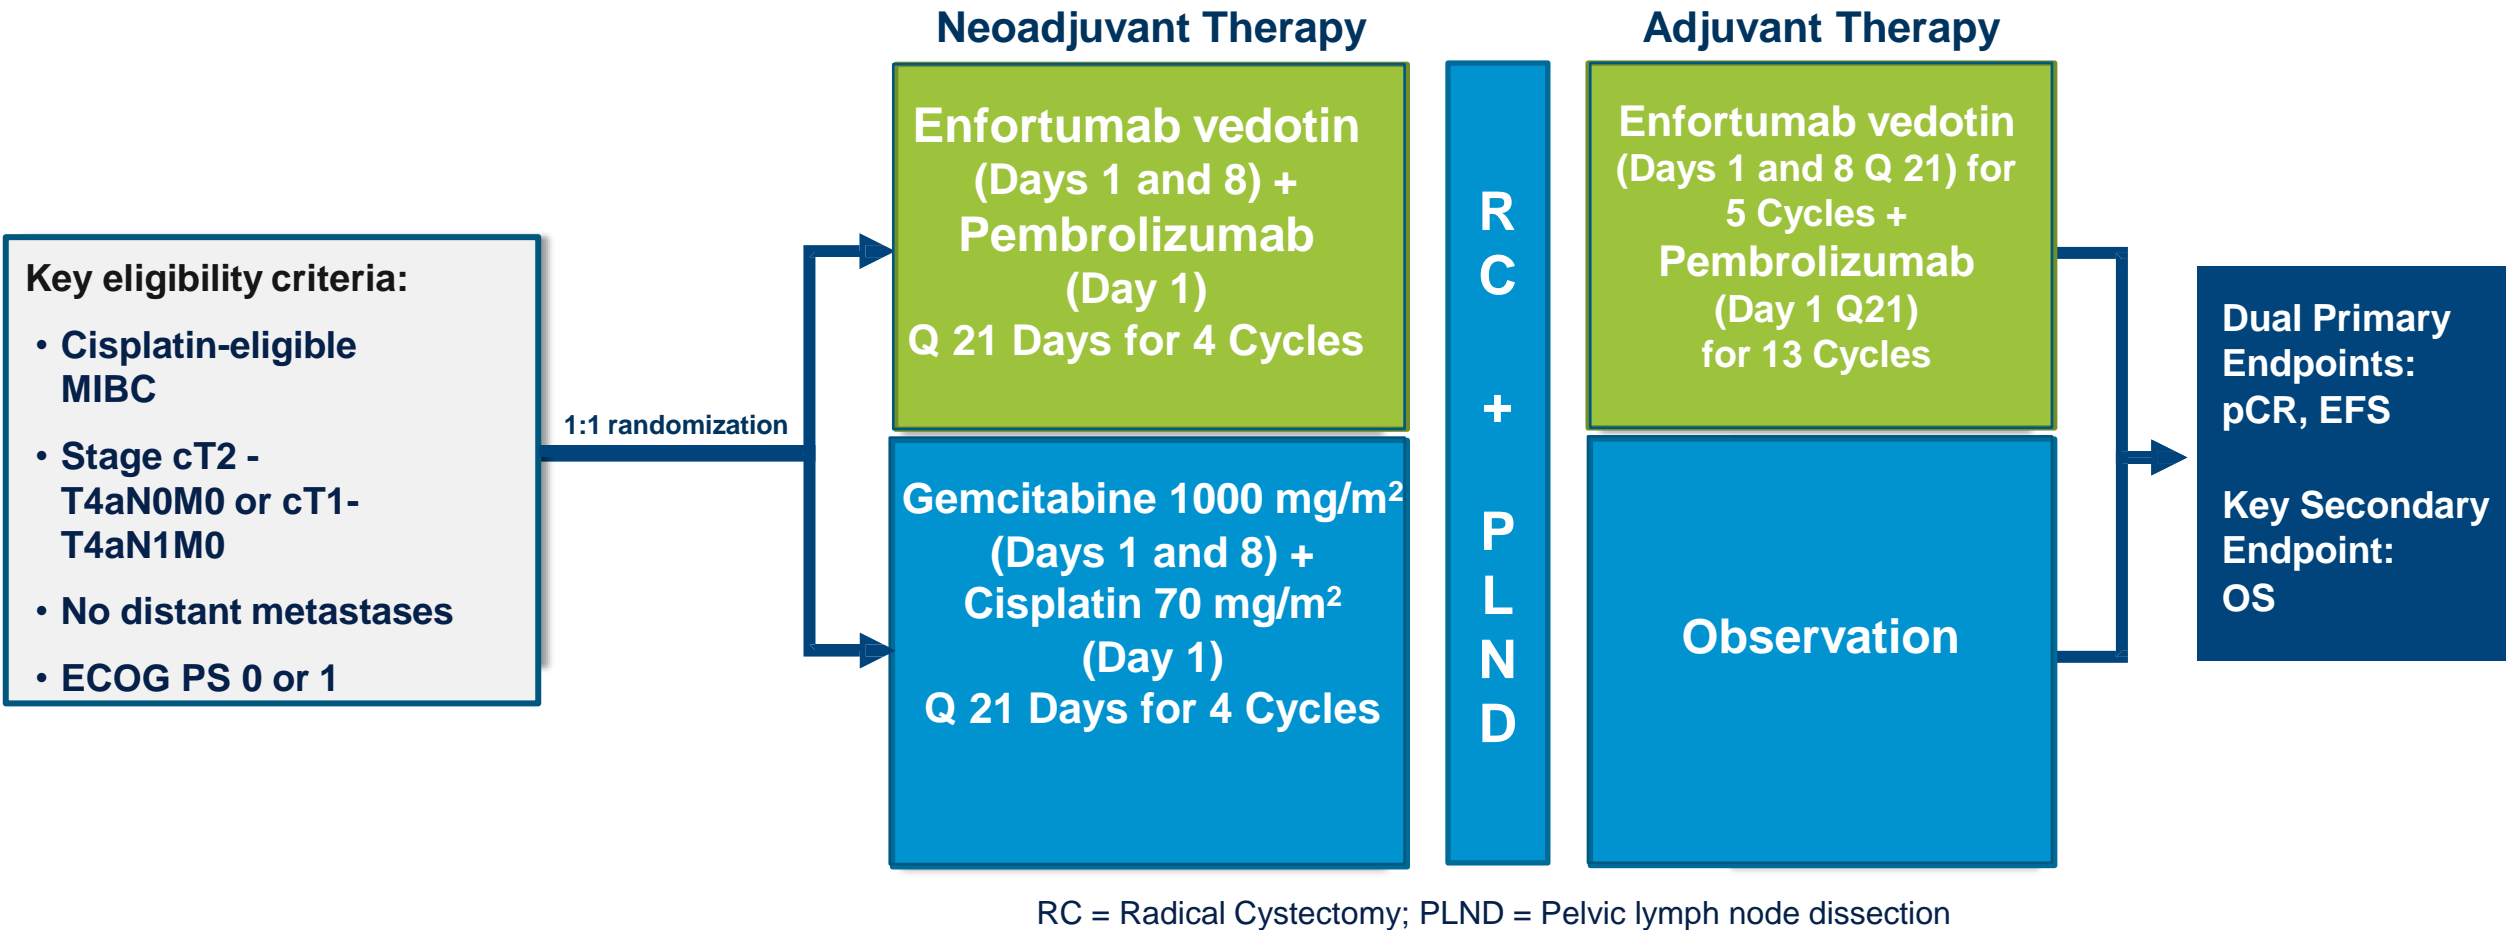 Neoadjuvant Therapy
Adjuvant Therapy
Key eligibility criteria:
• Cisplatin-eligible
MIBC
• Stage cT2 -
T4aN0M0 or cT1-
T4aN1M0
• No distant metastases
• ECOG PS 0 or 1
1:1 randomization
Enfortumab vedotin
(Days 1 and 8) +
Pembrolizumab
(Day 1)
Q 21 Days for 4 Cycles
Gemcitabine 1000 mg/m²
(Days 1 and 8) +
Cisplatin 70 mg/m²
(Day 1)
Q 21 Days for 4 Cycles
R
C
+
P
L
N
D
Enfortumab vedotin
(Days 1 and 8 Q 21) for
5 Cycles +
Pembrolizumab
(Day 1 Q21)
for 13 Cycles
Observation
Dual Primary
Endpoints:
pCR, EFS
Key Secondary
Endpoint:
OS
RC = Radical Cystectomy; PLND = Pelvic lymph node dissection